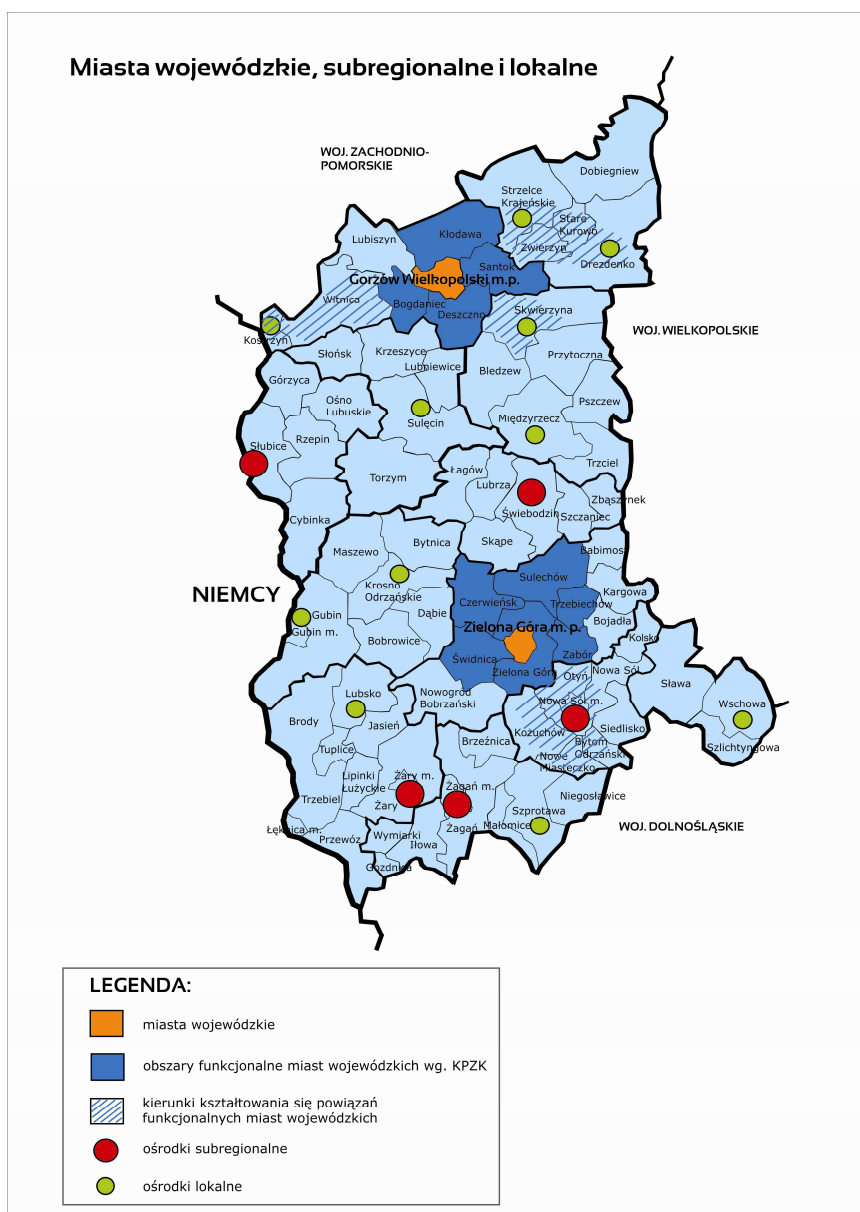 Miasta wojewódzkie, subregionalne i lokalne
WOJ. ZACHODNIO-
POMORSKIE
Dobiegniew
Strzelce
Krajeńskie
Stare
Kurowo
Zwierzyn
Drezdenko
Lubiszyn
Kłodawa
Santok
Gorzów Wielkopolski m.p.
Witnica
Bogdaniec
Deszczno
Skwierzyna
Kostrzyn
WOJ. WIELKOPOLSKIE
Słońsk
Krzeszyce
Lubniewice
Bledzew
Przytoczna
Górzyca
Ośno
Lubuskie
Sulęcin
Pszczew
Międzyrzecz
Słubice
Rzepin
Torzym
Łagów
Lubrza
Trzciel
Zbąszynek
Świebodzin
Szczaniec
Cybinka
Skąpe
Babimost
Maszewo
Bytnica
Sulechów
NIEMCY
Krosno
Odrzańskie
Dąbie
Czerwieńsk
Trzebiechów
Kargowa
Bojadła
Gubin
Gubin m.
Bobrowice
Zielona Góra m. p.
Kolsko
Świdnica
Zielona Góra
Zabór
Otyń
Nowa Sól
Sława
Lubsko
Nowogród
Bobrzański
Nowa Sól m.
Wschowa
Brody
Jasień
Kożuchów
Siedlisko
Tuplice
Brzeźnica
Bytom
Odrzański
Nowe
Miasteczko
Szlichtyngowa
Lipinki
Łużyckie
Żary m.
Żary
Żagań m.
Żagań
Niegosławice
Trzebiel
Szprotawa
Małomice
Łęknica m.
Przewóz
Wymiarki
Iłowa
Gozdnica
WOJ. DOLNOŚLĄSKIE
LEGENDA:
miasta wojewódzkie
obszary funkcjonalne miast wojewódzkich wg. KPZK
kierunki kształtowania się powiązań
funkcjonalnych miast wojewódzkich
ośrodki subregionalne
ośrodki lokalne